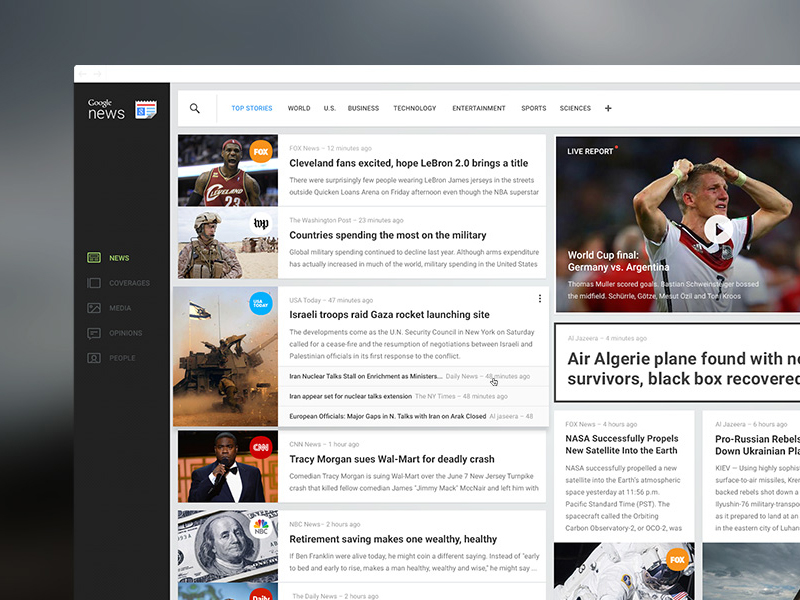 Google
news
TOP STORIES
WORLD
U.S.
BUSINESS
TECHNOLOGY
ENTERTAINMENT
SPORTS
SCIENCES
+
NEWS
COVERAGES
MEDIA
OPINIONS
PEOPLE
FOX
CLEVELAND
23
FOX News – 12 minutes ago
Cleveland fans excited, hope LeBron 2.0 brings a title
There were surprisingly few people wearing LeBron James jerseys in the streets
outside Quicken Loans Arena on Friday afternoon even though the NBA superstar
wp
The Washington Post – 23 minutes ago
Countries spending the most on the military
Global military spending continued to decline last year. Although arms expenditure
has actually increased in much of the world, military spending in the United States
USA
TODAY
USA Today – 47 minutes ago
Israeli troops raid Gaza rocket launching site
The developments come as the U.N. Security Council in New York on Saturday
called for a cease-fire and the resumption of negotiations between Israeli and
Palestinian officials in its first response to the conflict.
Iran Nuclear Talks Stall on Enrichment as Ministers... Daily News – 48 minutes ago
Iran appear set for nuclear talks extension The NY Times – 48 minutes ago
European Officials: Major Gaps in N. Talks with Iran on Arak Closed Al jaseera – 48
CNN
CNN News – 1 hour ago
Tracy Morgan sues Wal-Mart for deadly crash
Comedian Tracy Morgan is suing Wal-Mart over the June 7 New Jersey Turnpike
crash that killed fellow comedian James "Jimmy Mack" MocNair and left him with
NBC
NBC News – 2 hours ago
Retirement saving makes one wealthy, healthy
If Ben Franklin were alive today, he might coin a different saying. Instead of "early
to bed and early to rise, makes a man healthy, wealthy and wise," he might say ...
Daily
The Daily News – 2 hours ago
LIVE REPORT
World Cup final:
Germany vs. Argentina
Thomas Muller scored goals. Bastian Schweinsteiger bossed
the midfield. Schürrle, Götze, Mesut Özil and Toni Kroos
Al Jazeera – 4 minutes ago
Air Algerie plane found with no
survivors, black box recovered
FOX News – 4 hours ago
NASA Successfully Propels
New Satellite Into the Earth
NASA successfully propelled a new
satellite into the Earth's atmospheric
space yesterday at 11:56 p.m.
Pacific Standard Time (PST). The
spacecraft called the Orbiting
Carbon Observatory-2, or OCO-2, was
FOX
Al Jazeera – 6 hours ago
Pro-Russian Rebels
Down Ukrainian Pla
KIEV — Using highly sophis
surface-to-air missiles, Krem
backed rebels shot down a
Ilyushin-76 military-transpo
as it prepared to land at an
in the eastern city of Luhan